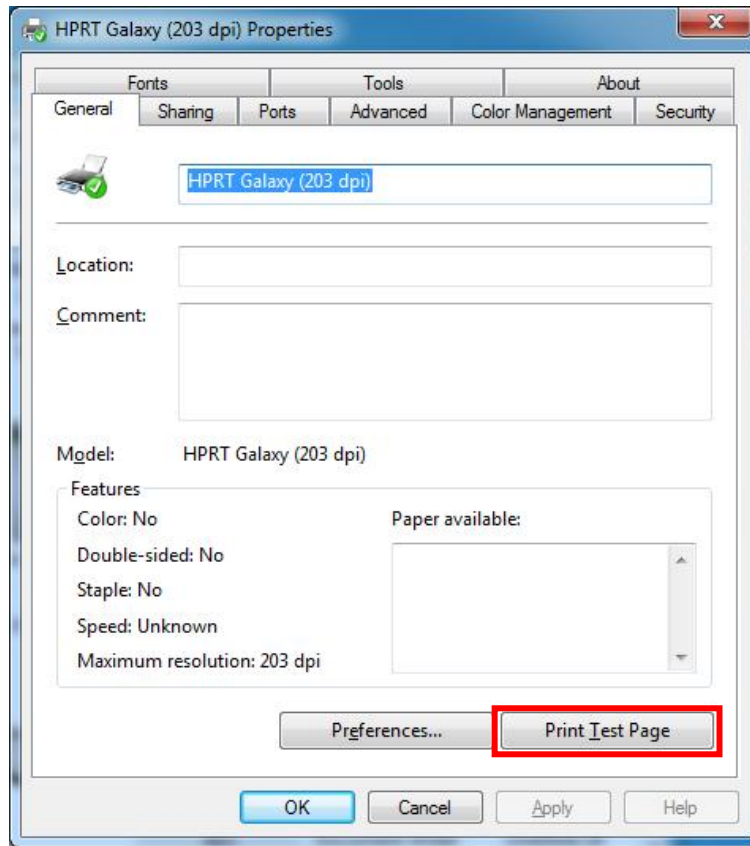 HPRT Galaxy (203 dpi) Properties
Fonts Tools About
General Sharing Ports Advanced Color Management Security
HPRT Galaxy (203 dpi)
Location:
Comment:
Model: HPRT Galaxy (203 dpi)
Features
Color: No Paper available:
Double-sided: No
Staple: No
Speed: Unknown
Maximum resolution: 203 dpi
Preferences... Print Test Page
OK Cancel Apply Help